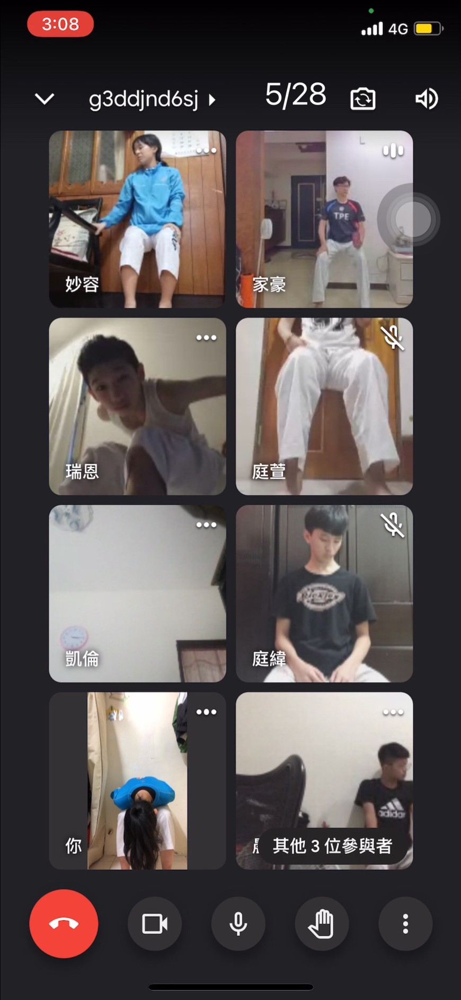 3:08
4G
g3ddjnd6sj
5/28
妙容
家豪
TPE
瑞恩
庭萱
凱倫
庭緯
Dickies
你
adidas
其他 3 位參與者